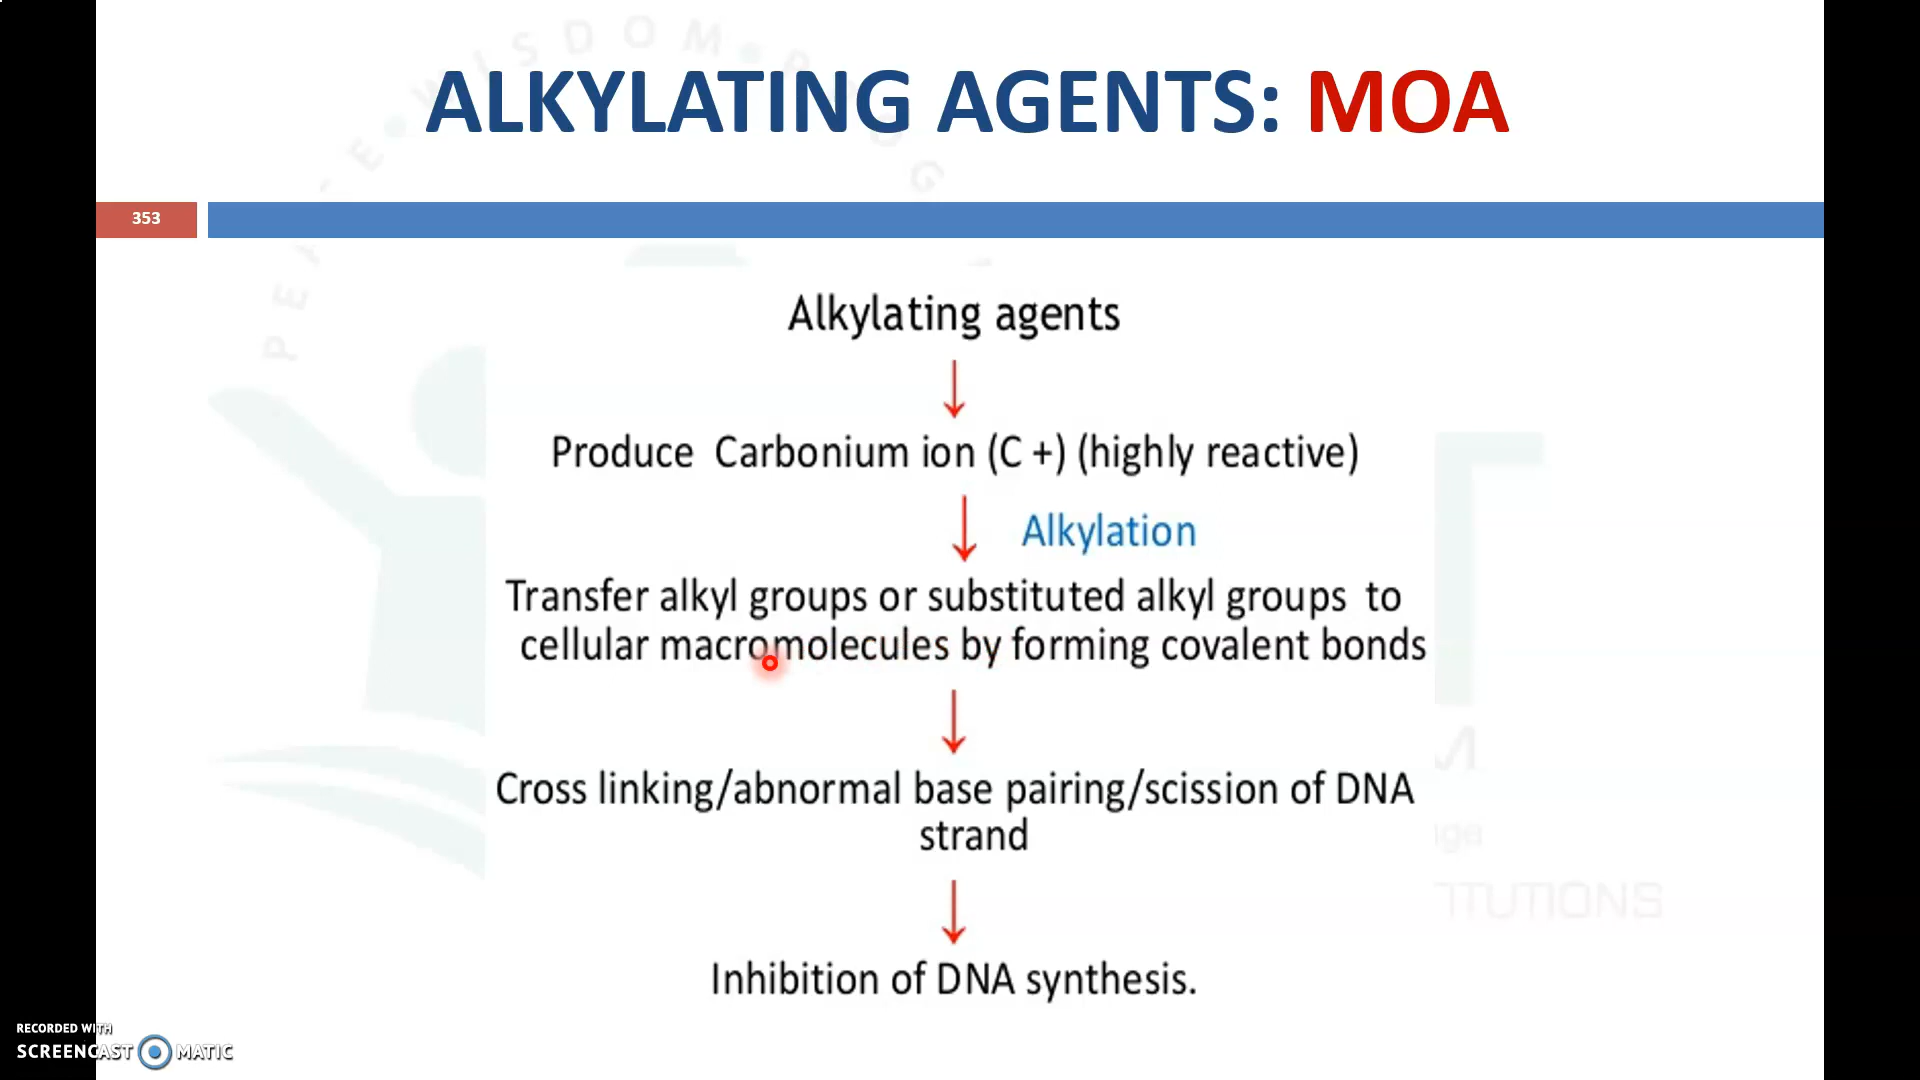 WISDOM
ALKYLATING AGENTS: MOA
353
Alkylating agents
Produce Carbonium ion (C +) (highly reactive)
Alkylation
Transfer alkyl groups or substituted alkyl groups to
cellular macromolecules by forming covalent bonds
Cross linking/abnormal base pairing/scission of DNA
strand
Inhibition of DNA synthesis.
RECORDED WITH
SCREENCAST MATIC